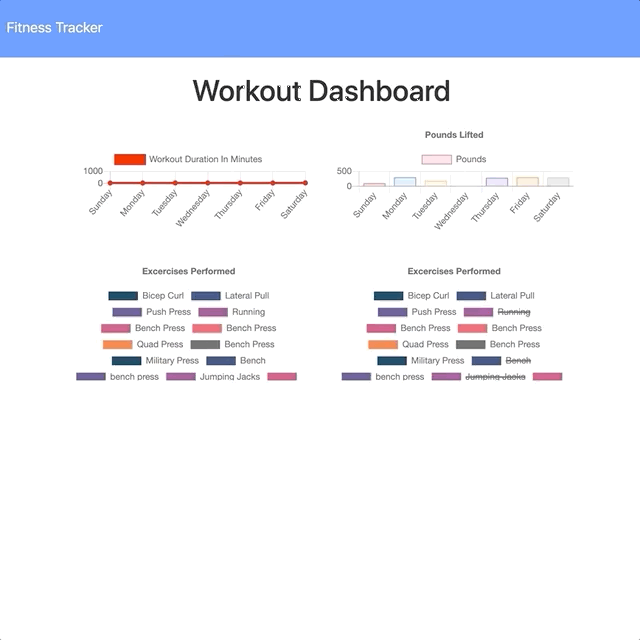 Fitness Tracker
Workout Dashboard
Workout Duration In Minutes
1000
0
Sunday
Monday
Tuesday
Wednesday
Thursday
Friday
Saturday
Pounds Lifted
Pounds
500
0
Sunday
Monday
Tuesday
Wednesday
Thursday
Friday
Saturday
Excercises Performed
Bicep Curl Lateral Pull
Push Press Running
Bench Press Bench Press
Quad Press Bench Press
Military Press Bench
bench press Jumping Jacks
Excercises Performed
Bicep Curl Lateral Pull
Push Press Running
Bench Press Bench Press
Quad Press Bench Press
Military Press Bench
bench press Jumping Jacks